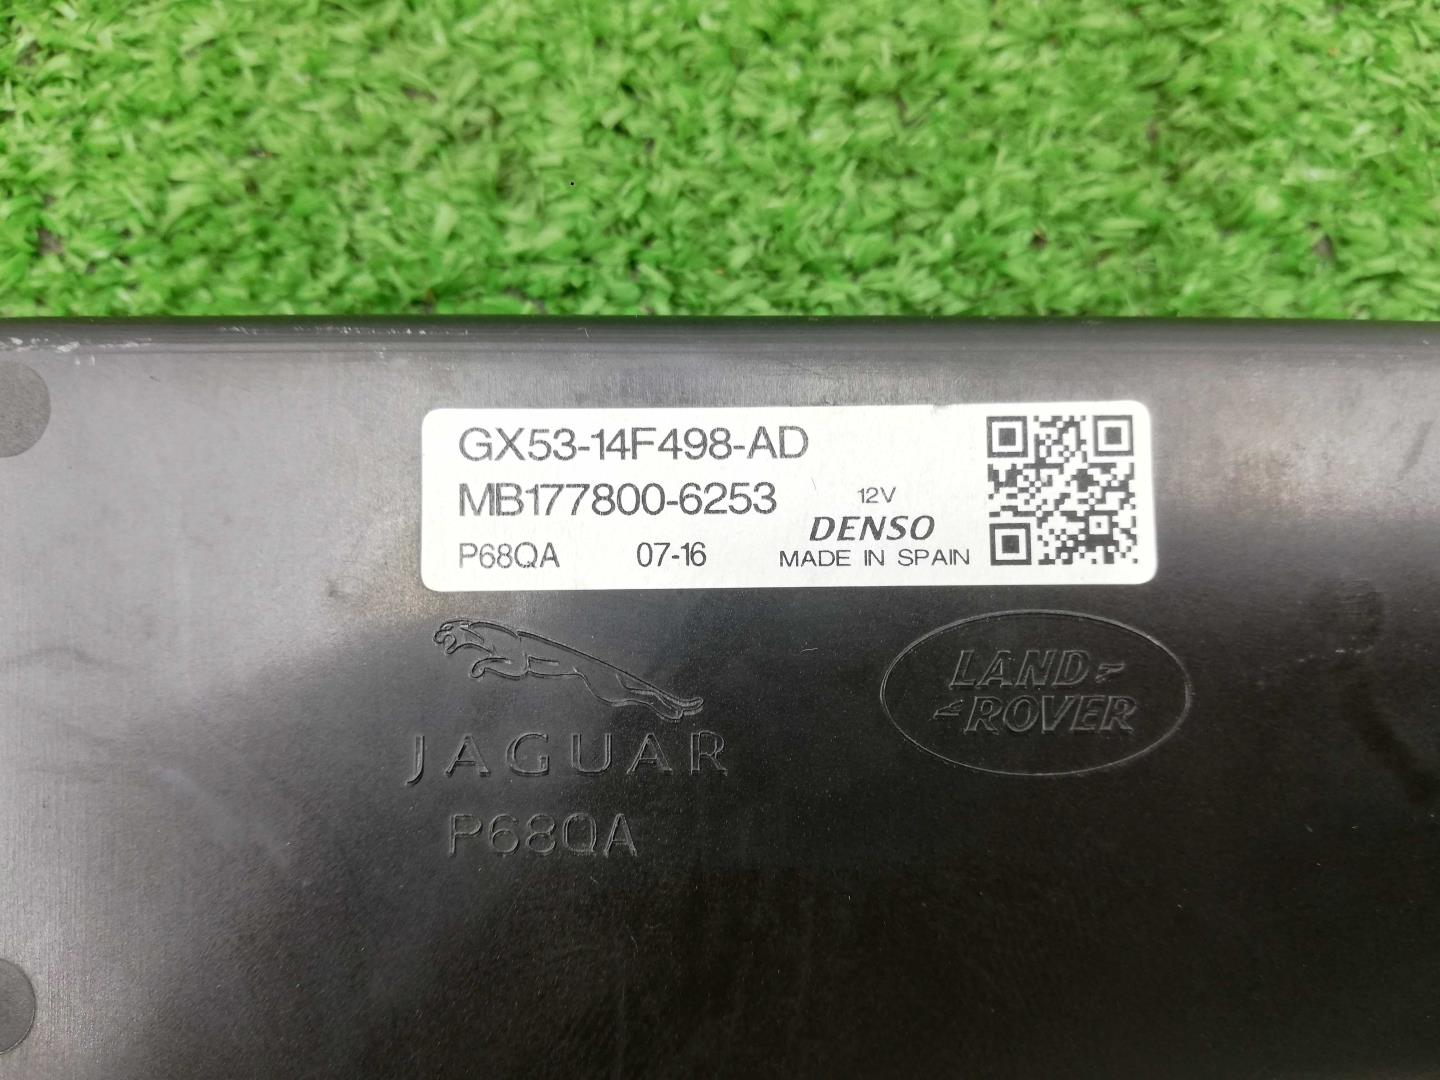 GX53-14F498-AD
MB177800-6253
12V
DENSO
P68QA 07-16 MADE IN SPAIN
JAGUAR
LAND
ROVER
P68QA